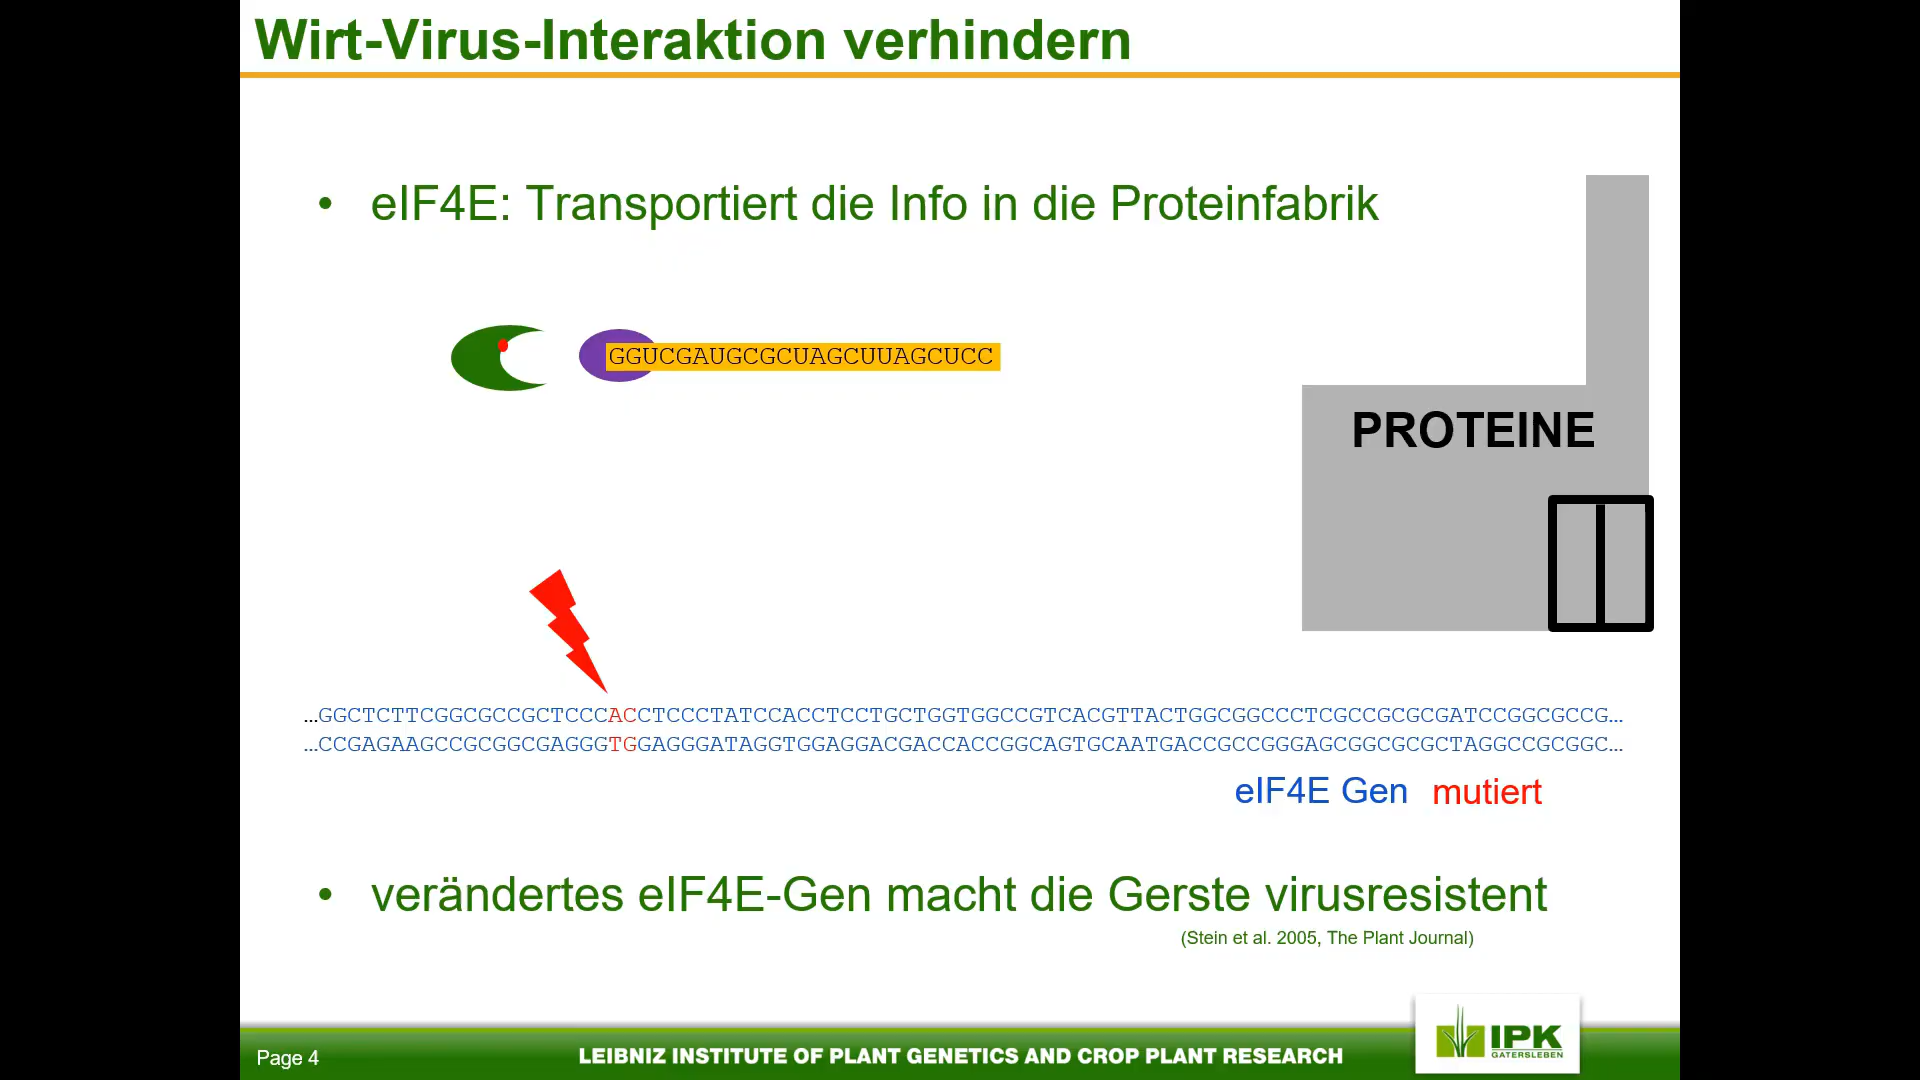 Wirt-Virus-Interaktion verhindern
• eIF4E: Transportiert die Info in die Proteinfabrik
GGUCGAUGCGCUAGCUUAGCUCC
PROTEINE
...GGCTCTTCGGCGCCGCTCCCACCTCCCTATCCACCTCCTGCTGGTGGCCGTCACGTTACTGGCGGCCCTCGCCGCGCGATCCGGCGCCG...
...CCGAGAAGCCGCGGCGAGGGTGGAGGGATAGGTGGAGGACGACCACCGGCAGTGCAATGACCGCCGGGAGCGGCGCGCTAGGCCGCGGC...
eIF4E Gen mutiert
• verändertes eIF4E-Gen macht die Gerste virusresistent
(Stein et al. 2005, The Plant Journal)
Page 4
LEIBNIZ INSTITUTE OF PLANT GENETICS AND CROP PLANT RESEARCH
IPK
GATERSLEBEN